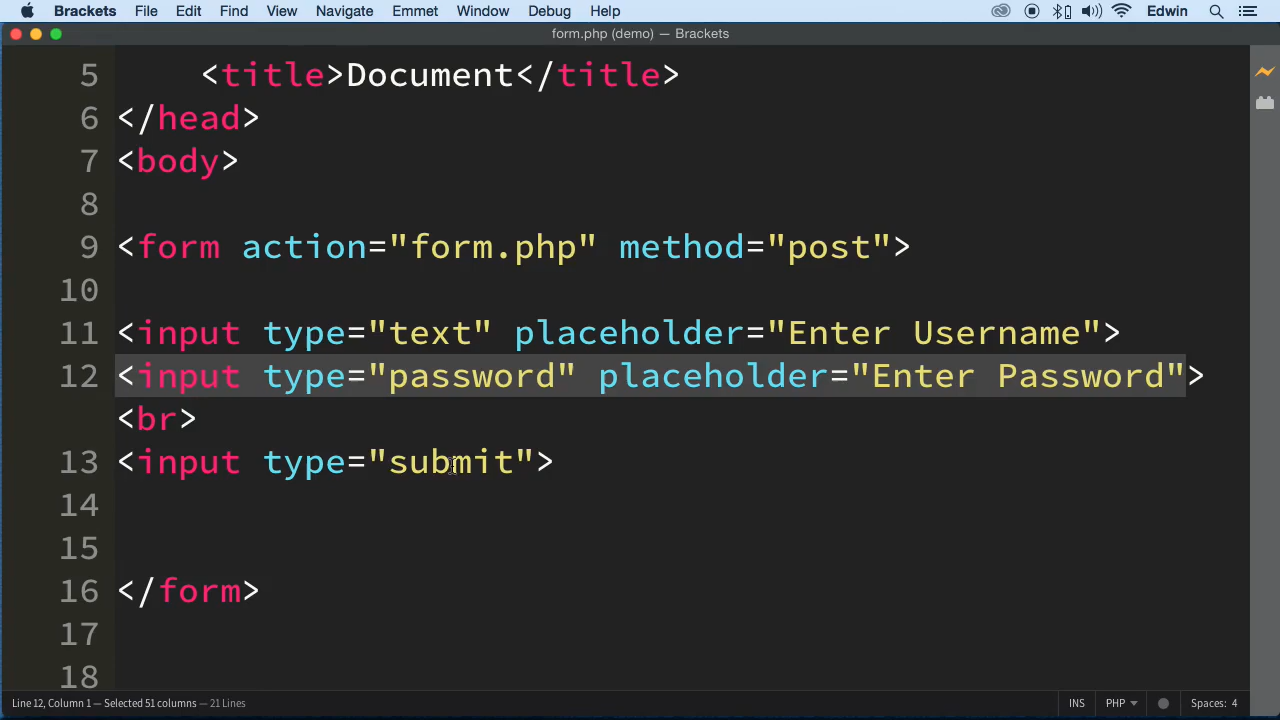 Brackets File Edit Find View Navigate Emmet Window Debug Help Edwin
form.php (demo) — Brackets
5 <title>Document</title>
6 </head>
7 <body>
8
9 <form action="form.php" method="post">
10
11 <input type="text" placeholder="Enter Username">
12 <input type="password" placeholder="Enter Password">
<br>
13 <input type="submit">
14
15
16 </form>
17
18
Line 12, Column 1 — Selected 51 columns — 21 Lines INS PHP Spaces: 4